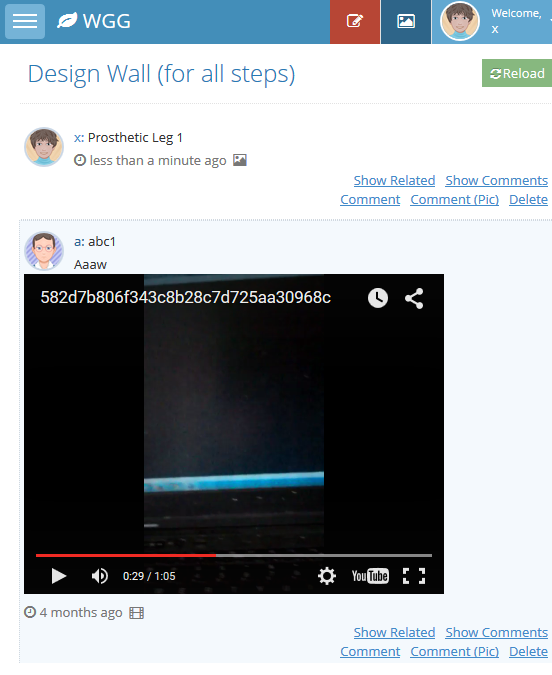 WGG
Welcome,
x
Design Wall (for all steps)
Reload
x: Prosthetic Leg 1
less than a minute ago
Show Related Show Comments
Comment Comment (Pic) Delete
a: abc1
Aaaw
582d7b806f343c8b28c7d725aa30968c
0:29 / 1:05
YouTube
4 months ago
Show Related Show Comments
Comment Comment (Pic) Delete